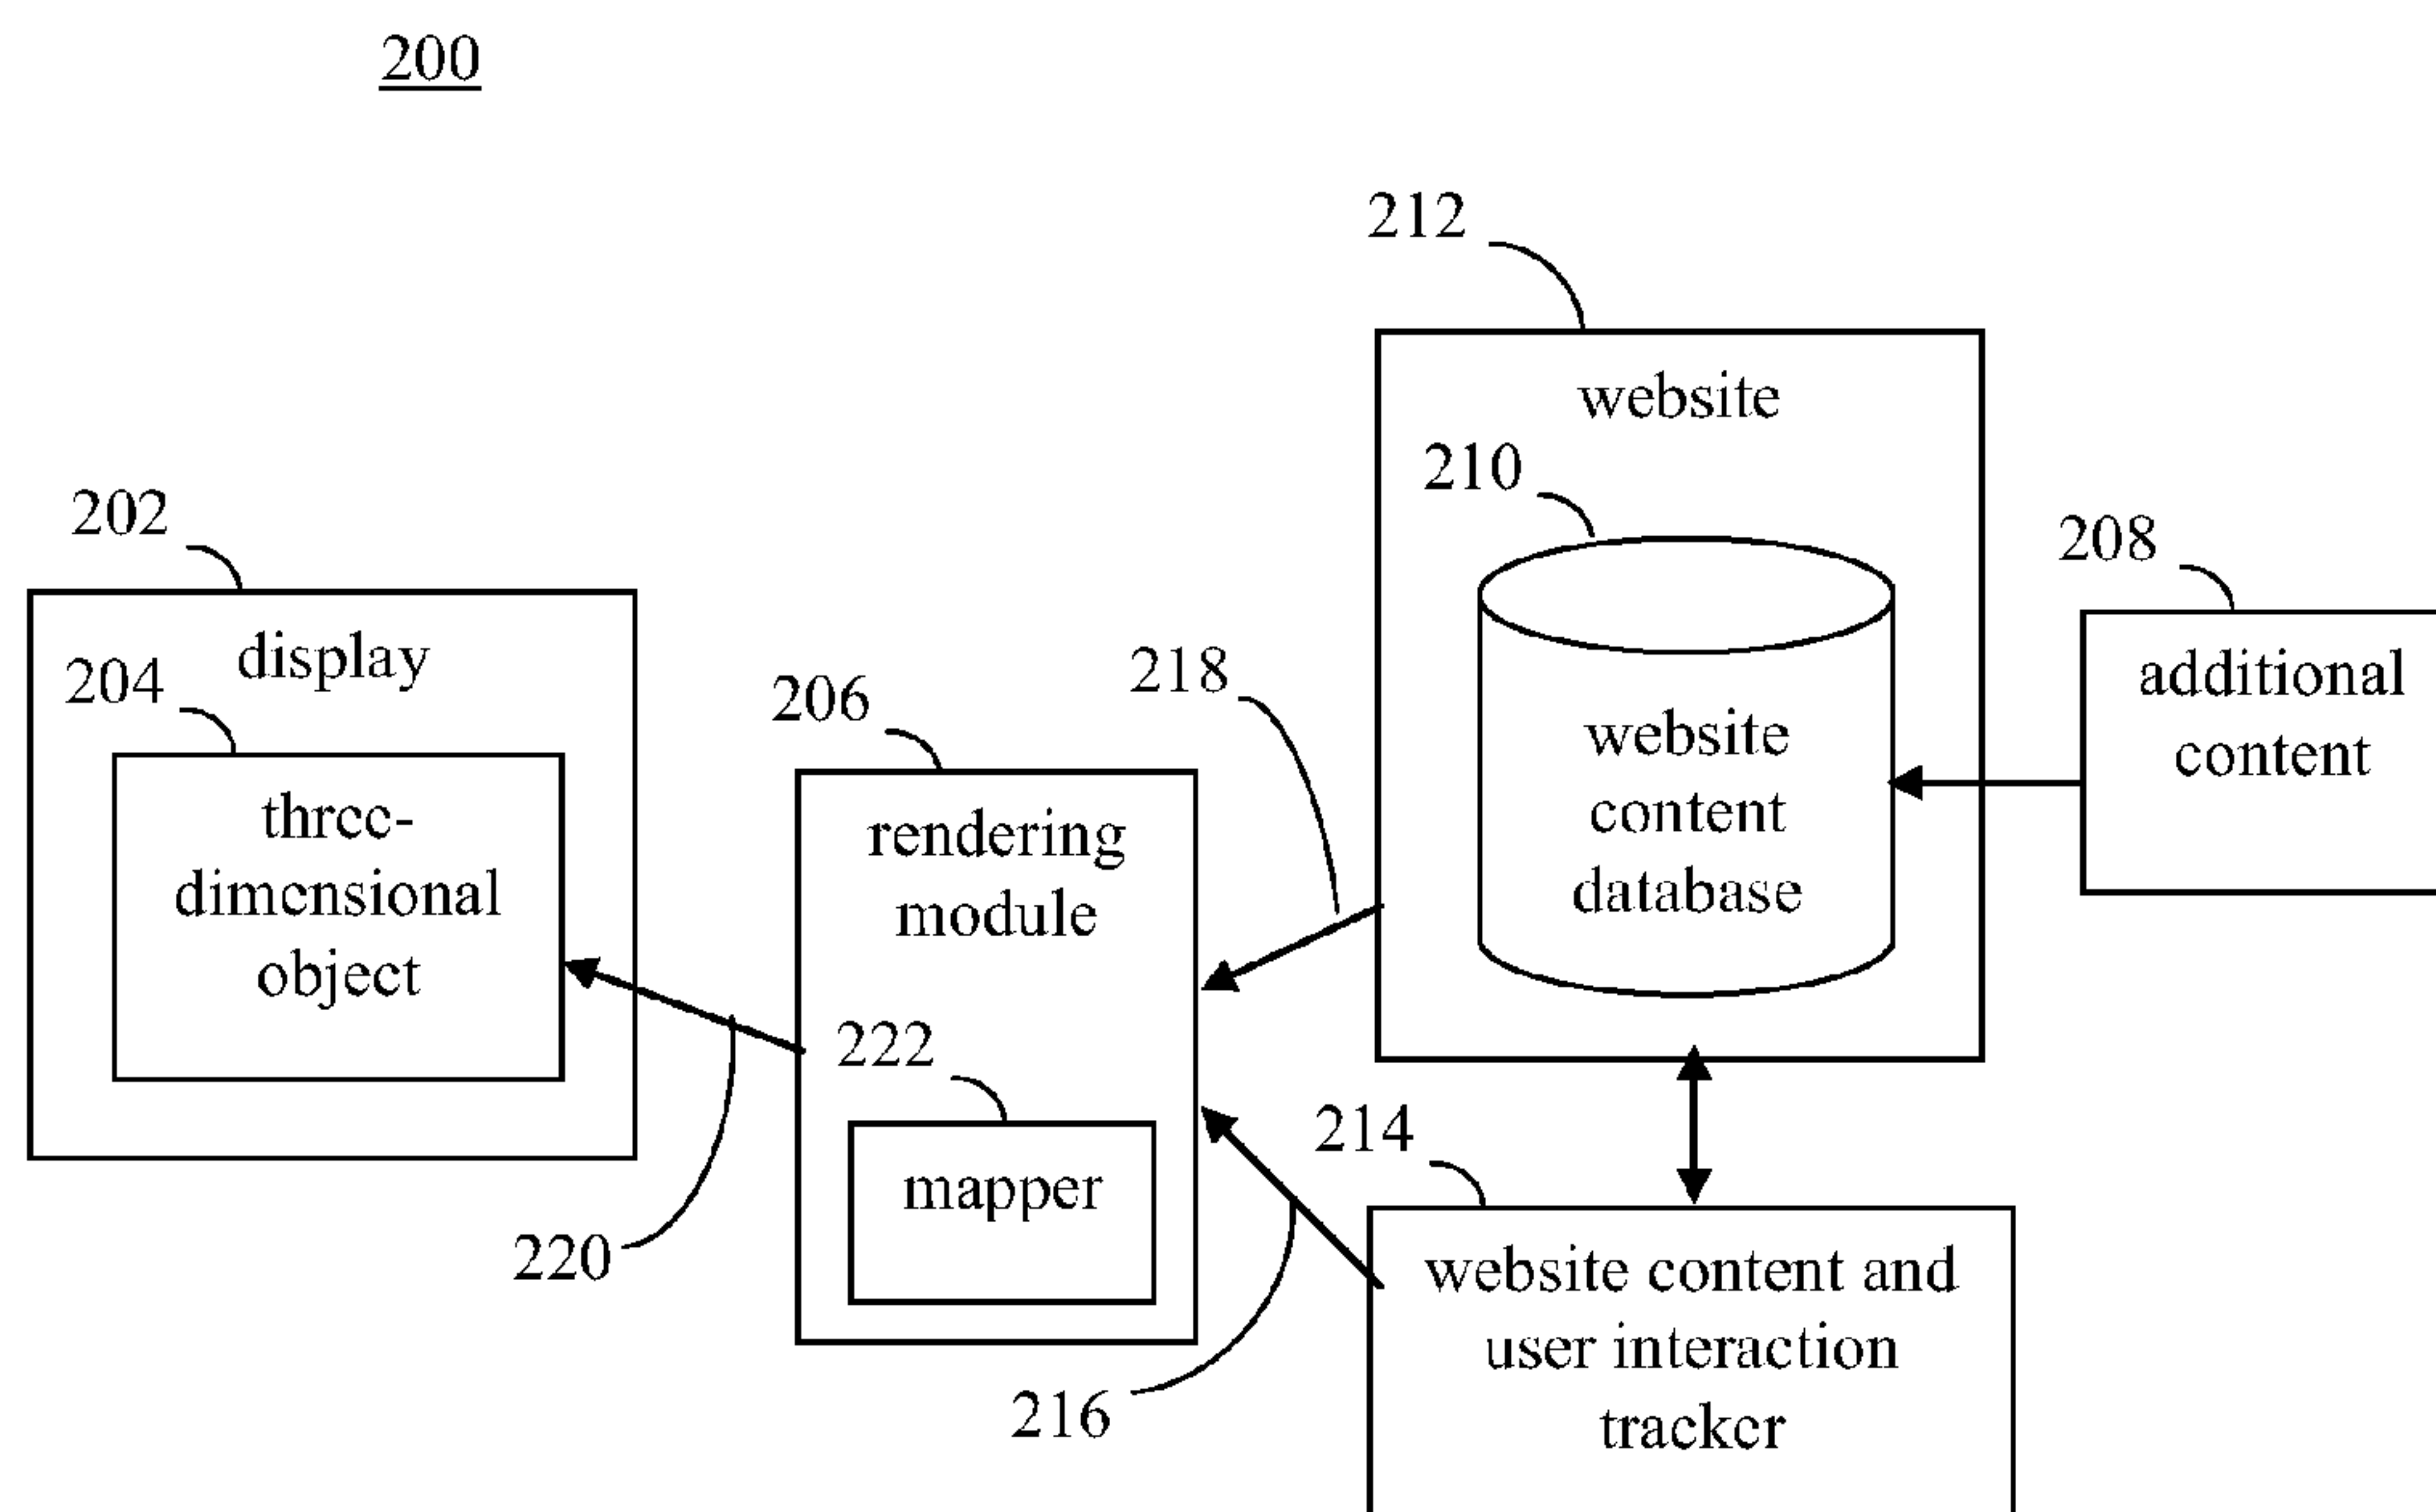 200
212
website
210
website
content
database
208
additional
content
202
display
204
three-
dimensional
object
206
rendering
module
218
222
mapper
220
216
214
website content and
user interaction
tracker